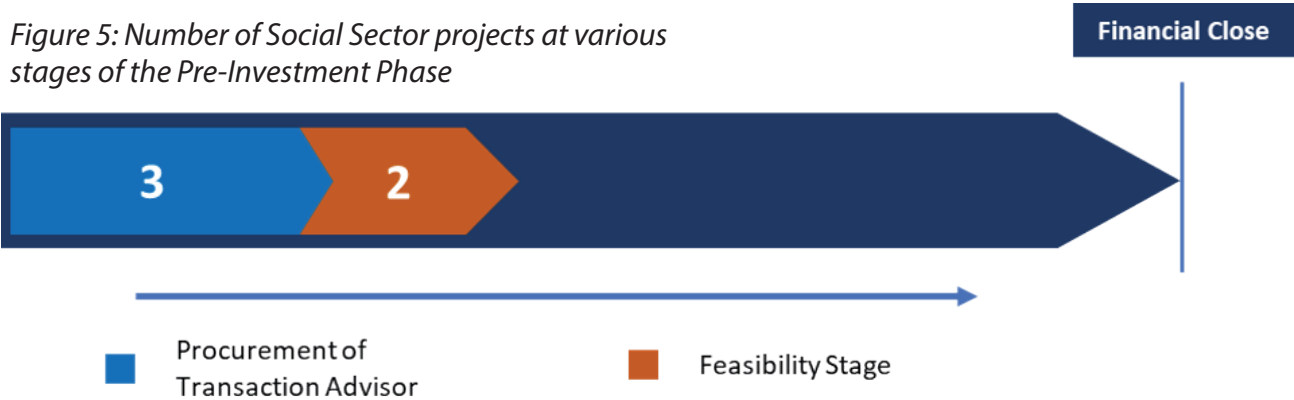 Figure 5: Number of Social Sector projects at various
stages of the Pre-Investment Phase
Financial Close
3
2
Procurement of
Transaction Advisor
Feasibility Stage